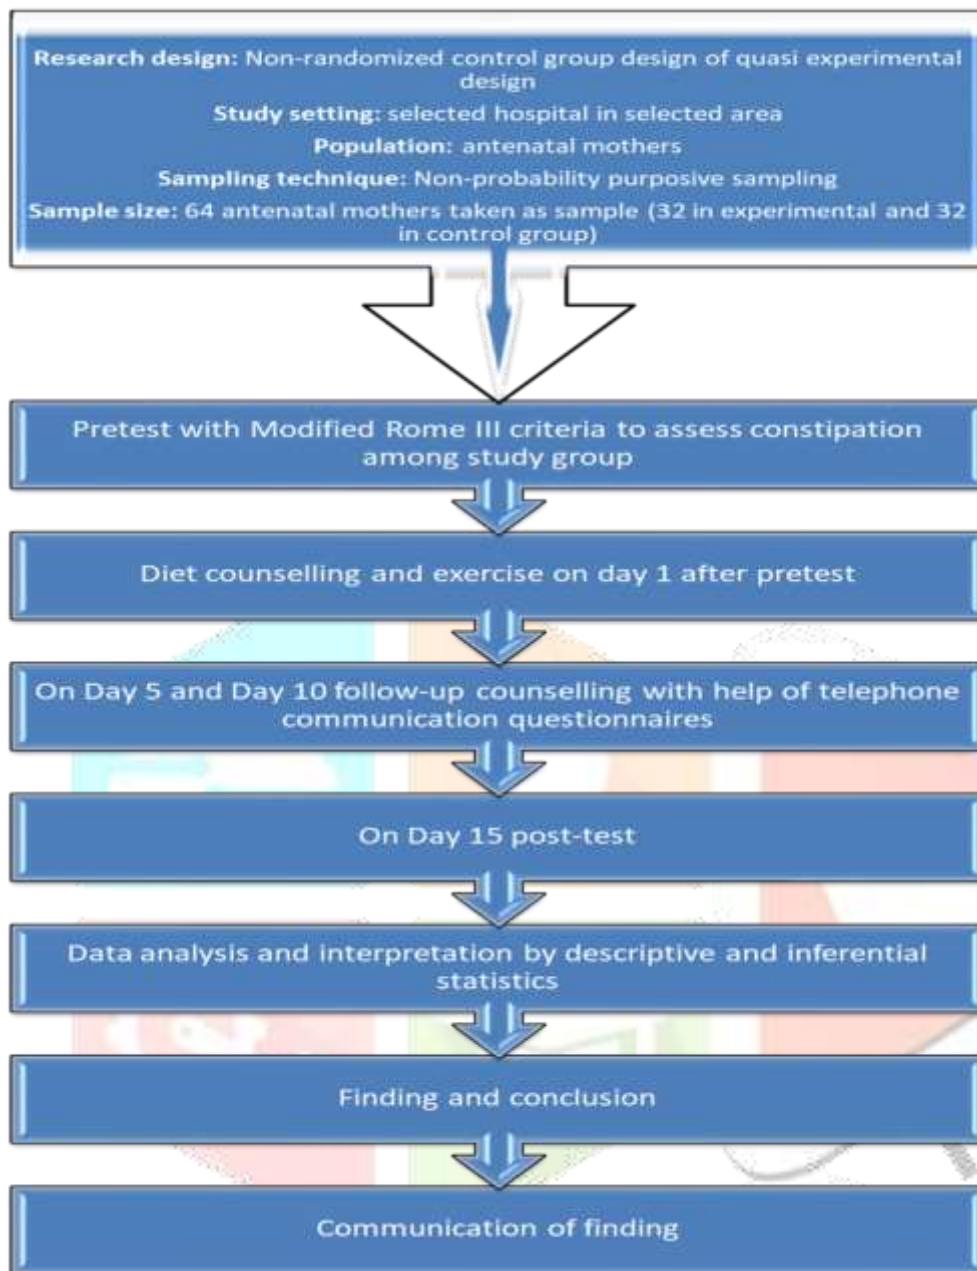 Research design: Non-randomized control group design of quasi experimental
design
Study setting: selected hospital in selected area
Population: antenatal mothers
Sampling technique: Non-probability purposive sampling
Sample size: 64 antenatal mothers taken as sample (32 in experimental and 32
in control group)
Pretest with Modified Rome III criteria to assess constipation
among study group
Diet counselling and exercise on day 1 after pretest
On Day 5 and Day 10 follow-up counselling with help of telephone
communication questionnaires
On Day 15 post-test
Data analysis and interpretation by descriptive and inferential
statistics
Finding and conclusion
Communication of finding